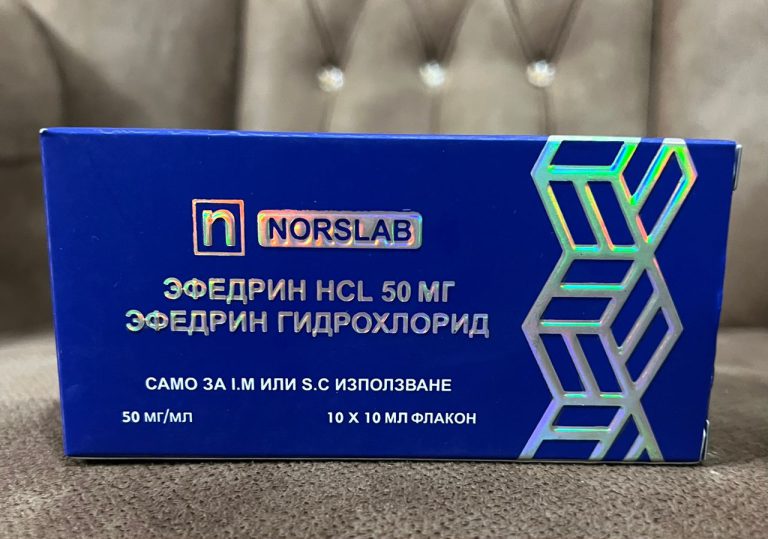 n NORSLAB
ЭФЕДРИН HCL 50 МГ
ЭФЕДРИН ГИДРОХЛОРИД
САМО ЗА I.M ИЛИ S.C ИЗПОЛЗВАНЕ
50 МГ/МЛ 10 X 10 МЛ ФЛАКОН